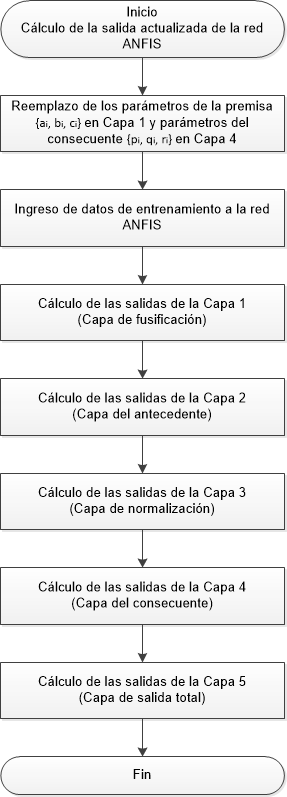 Inicio
Cálculo de la salida actualizada de la red
ANFIS
Reemplazo de los parámetros de la premisa
{aᵢ, bᵢ, cᵢ} en Capa 1 y parámetros del
consecuente {pᵢ, qᵢ, rᵢ} en Capa 4
Ingreso de datos de entrenamiento a la red
ANFIS
Cálculo de las salidas de la Capa 1
(Capa de fusificación)
Cálculo de las salidas de la Capa 2
(Capa del antecedente)
Cálculo de las salidas de la Capa 3
(Capa de normalización)
Cálculo de las salidas de la Capa 4
(Capa del consecuente)
Cálculo de las salidas de la Capa 5
(Capa de salida total)
Fin